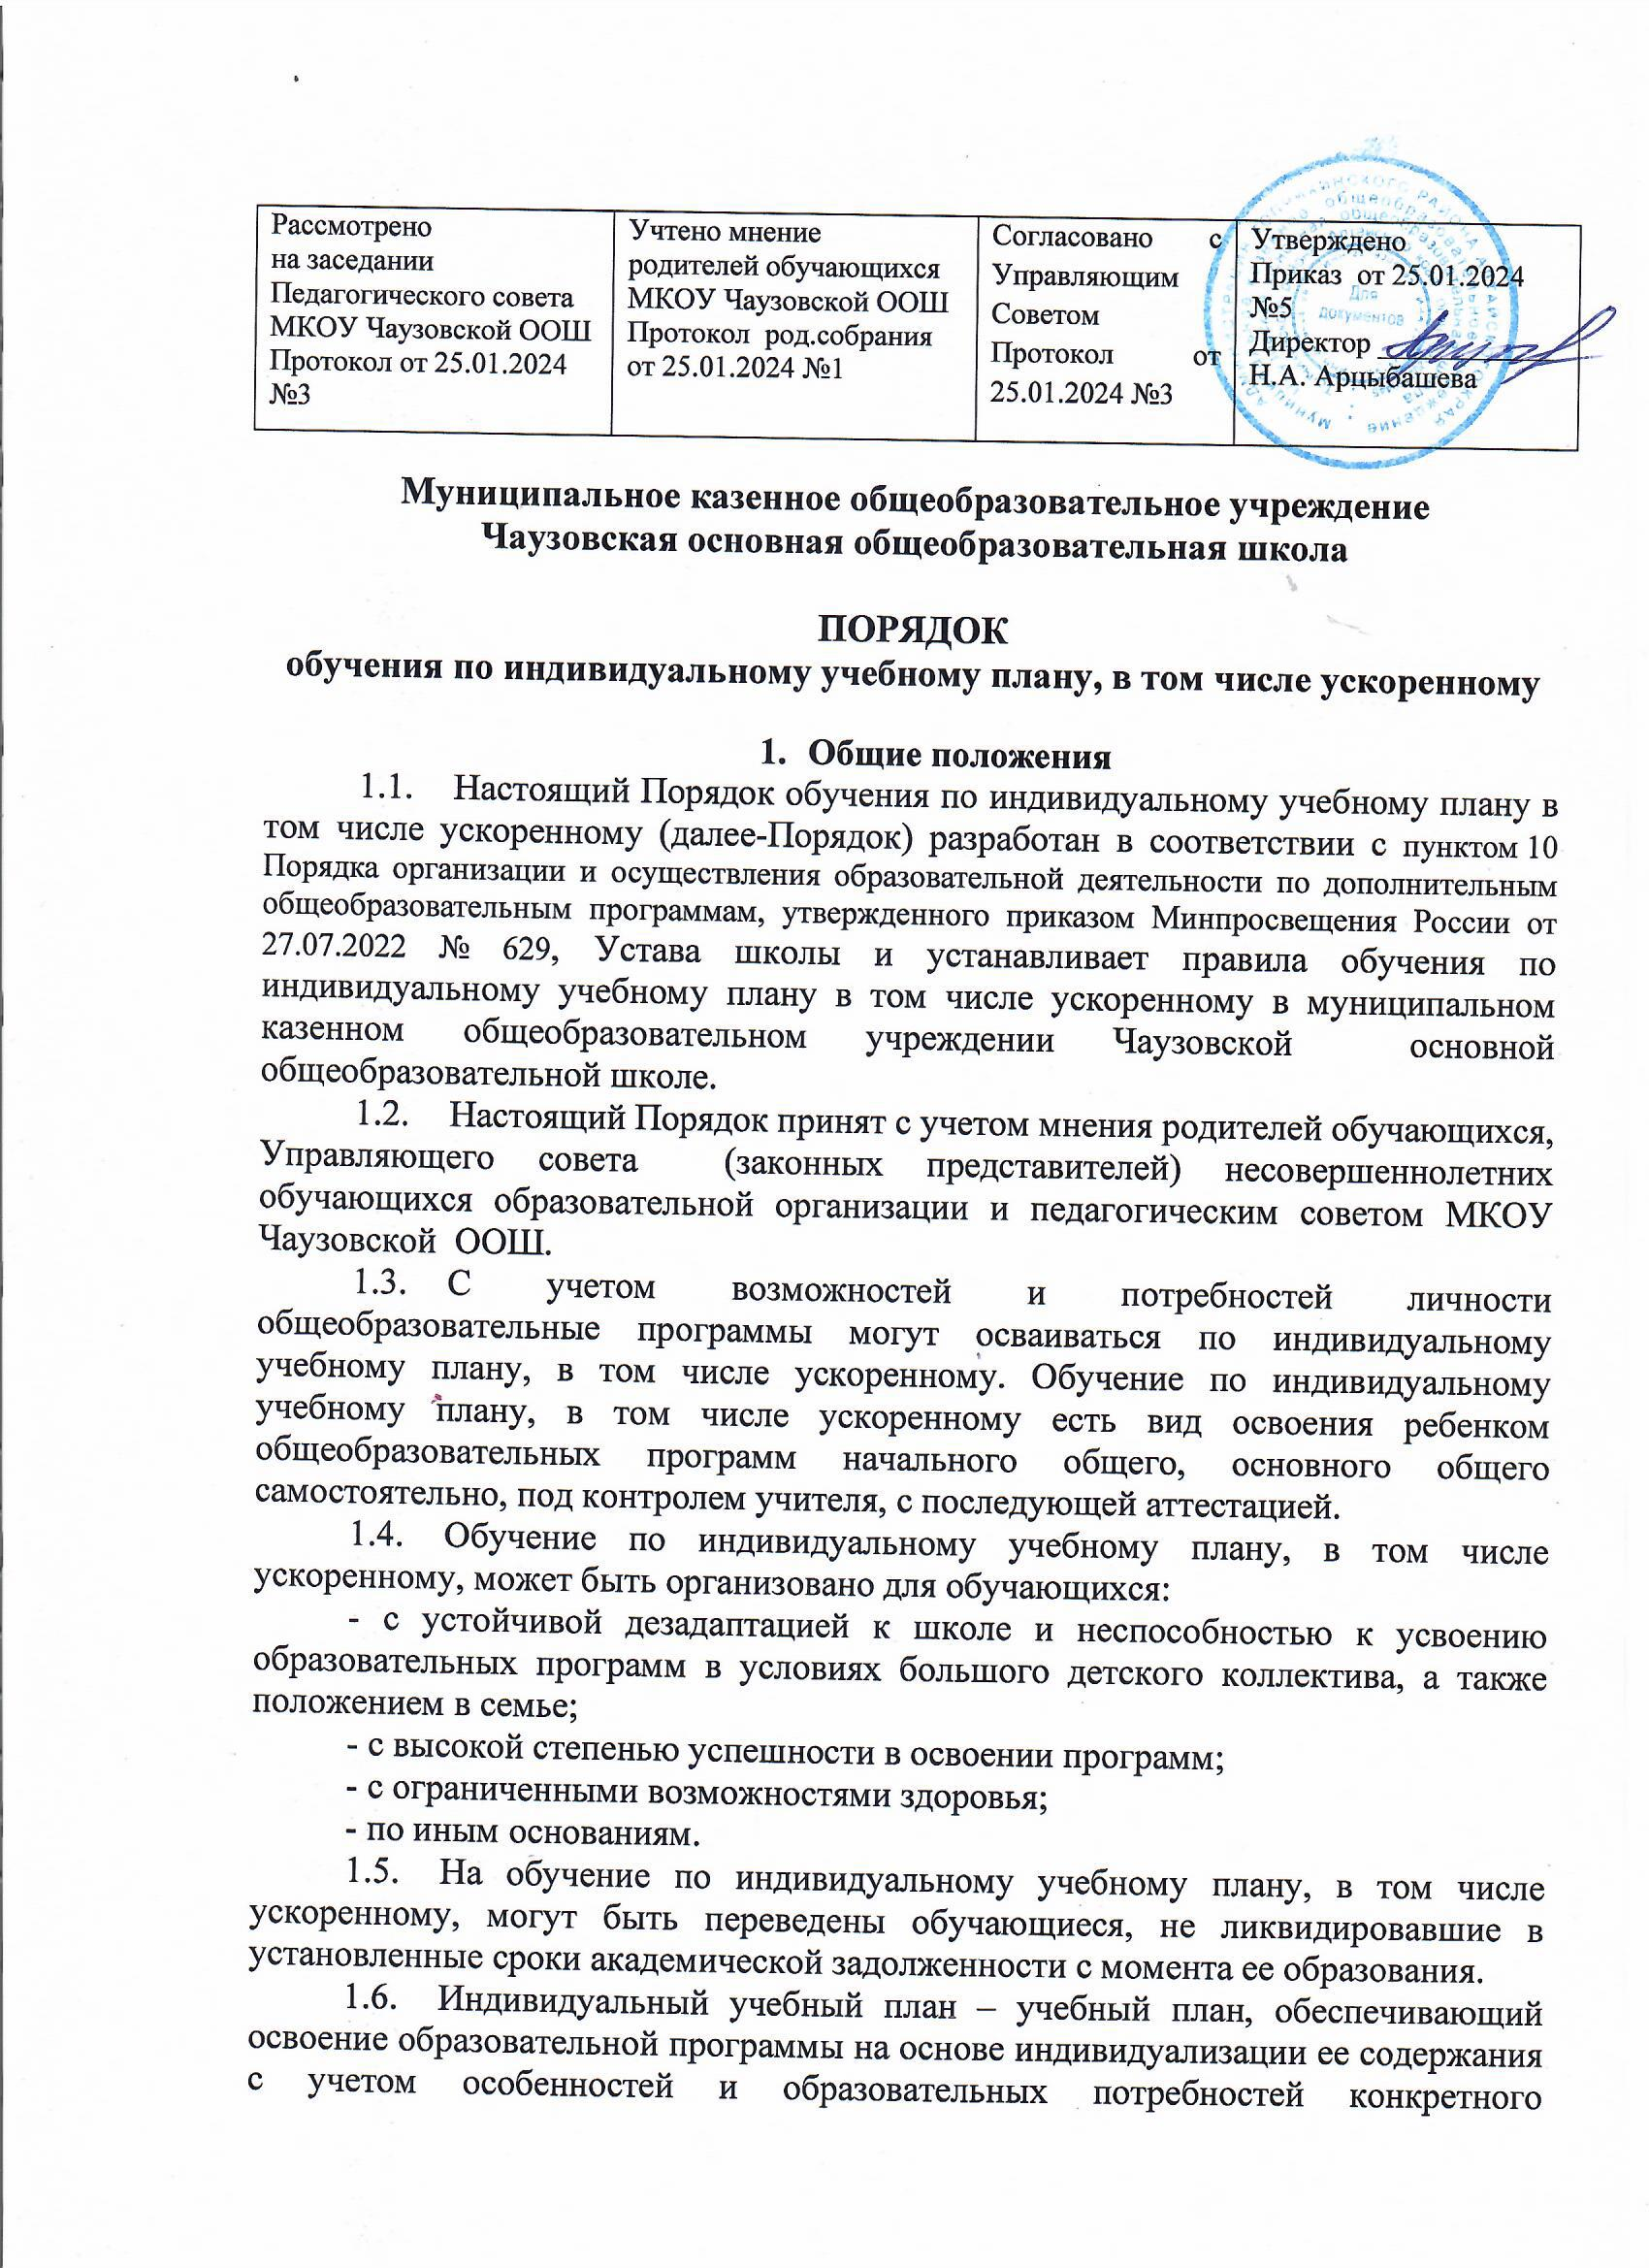 Рассмотрено
на заседании
Педагогического совета
МКОУ Чаузовской ООШ
Протокол от 25.01.2024
№3
Учтено мнение
родителей обучающихся
МКОУ Чаузовской ООШ
Протокол род.собрания
от 25.01.2024 №1
Согласовано с
Управляющим
Советом
Протокол от
25.01.2024 №3
Утверждено
Приказ от 25.01.2024
№5
Директор
Н.А. Арцыбашева
Для
документов
Муниципальное казенное общеобразовательное учреждение
Чаузовская основная общеобразовательная школа
ПОРЯДОК
обучения по индивидуальному учебному плану, в том числе ускоренному
1. Общие положения
1.1. Настоящий Порядок обучения по индивидуальному учебному плану в
том числе ускоренному (далее-Порядок) разработан в соответствии с пунктом 10
Порядка организации и осуществления образовательной деятельности по дополнительным
общеобразовательным программам, утвержденного приказом Минпросвещения России от
27.07.2022 № 629, Устава школы и устанавливает правила обучения по
индивидуальному учебному плану в том числе ускоренному в муниципальном
казенном общеобразовательном учреждении Чаузовской основной
общеобразовательной школе.
1.2. Настоящий Порядок принят с учетом мнения родителей обучающихся,
Управляющего совета (законных представителей) несовершеннолетних
обучающихся образовательной организации и педагогическим советом МКОУ
Чаузовской ООШ.
1.3. С учетом возможностей и потребностей личности
общеобразовательные программы могут осваиваться по индивидуальному
учебному плану, в том числе ускоренному. Обучение по индивидуальному
учебному плану, в том числе ускоренному есть вид освоения ребенком
общеобразовательных программ начального общего, основного общего
самостоятельно, под контролем учителя, с последующей аттестацией.
1.4. Обучение по индивидуальному учебному плану, в том числе
ускоренному, может быть организовано для обучающихся:
- с устойчивой дезадаптацией к школе и неспособностью к усвоению
образовательных программ в условиях большого детского коллектива, а также
положением в семье;
- с высокой степенью успешности в освоении программ;
- с ограниченными возможностями здоровья;
- по иным основаниям.
1.5. На обучение по индивидуальному учебному плану, в том числе
ускоренному, могут быть переведены обучающиеся, не ликвидировавшие в
установленные сроки академической задолженности с момента ее образования.
1.6. Индивидуальный учебный план – учебный план, обеспечивающий
освоение образовательной программы на основе индивидуализации ее содержания
с учетом особенностей и образовательных потребностей конкретного